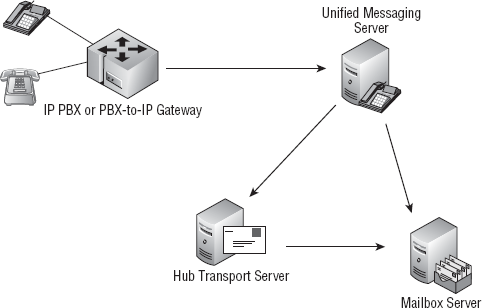 Unified Messaging
Server
IP PBX or PBX-to-IP Gateway
Hub Transport Server
Mailbox Server